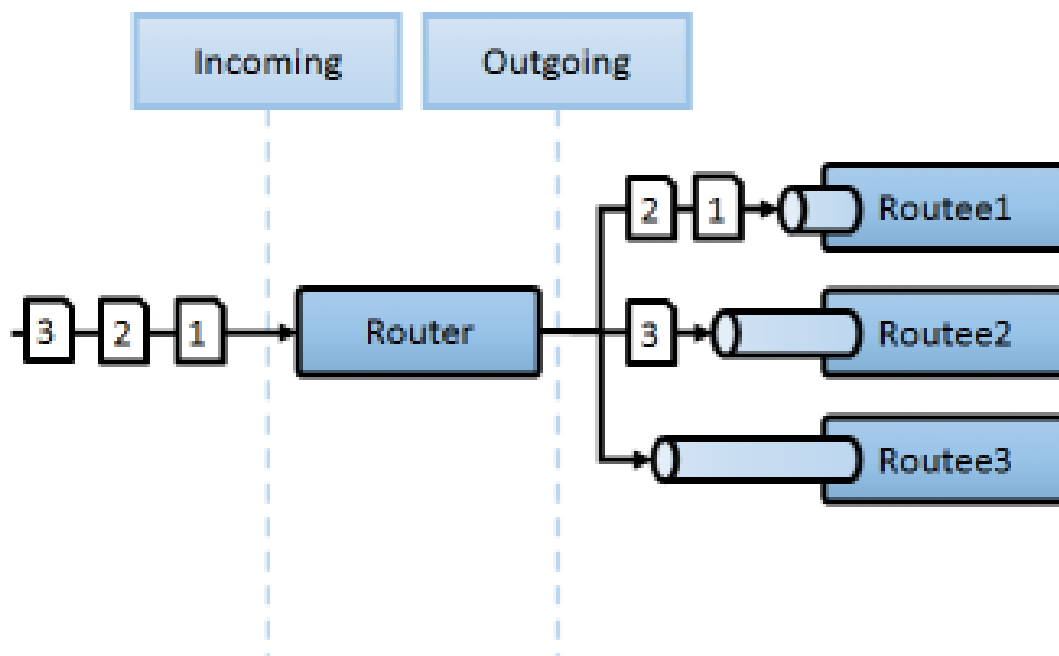 Incoming
Outgoing
2 1
Routee1
3 2 1
Router
3
Routee2
Routee3